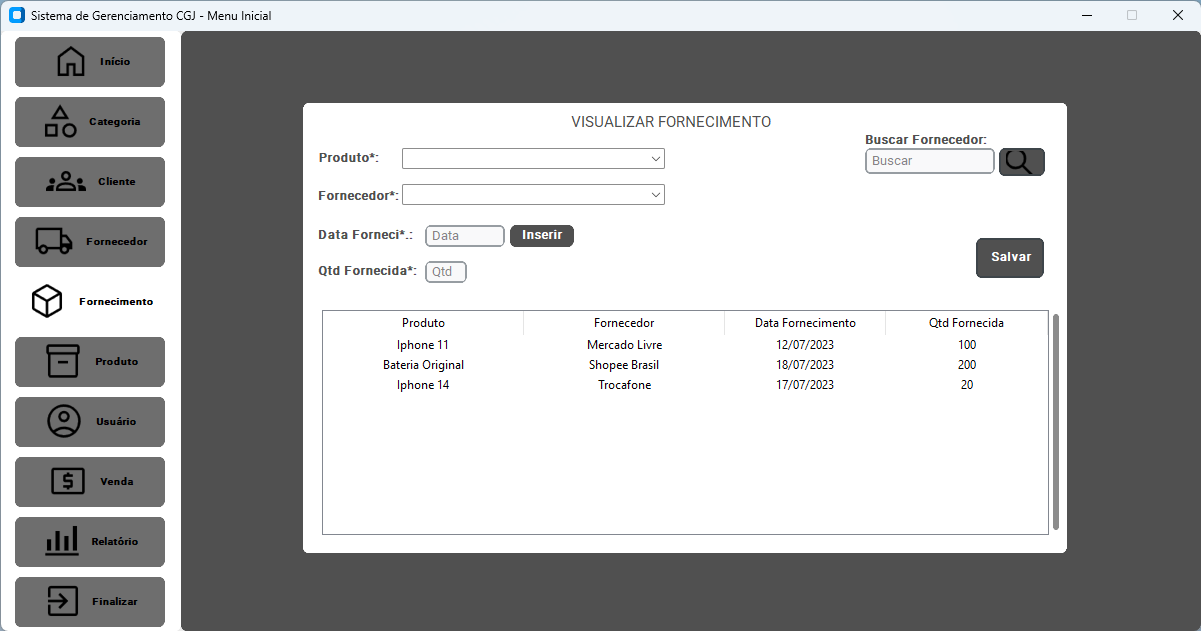 Sistema de Gerenciamento CGJ - Menu Inicial
Início
Categoria
Cliente
Fornecedor
Fornecimento
Produto
Usuário
Venda
Relatório
Finalizar
VISUALIZAR FORNECIMENTO
Buscar Fornecedor:
Buscar
Produto*:
Fornecedor*:
Data Forneci*.: Data Inserir
Qtd Fornecida*: Qtd
Salvar
Produto Fornecedor Data Fornecimento Qtd Fornecida
Iphone 11 Mercado Livre 12/07/2023 100
Bateria Original Shopee Brasil 18/07/2023 200
Iphone 14 Trocafone 17/07/2023 20